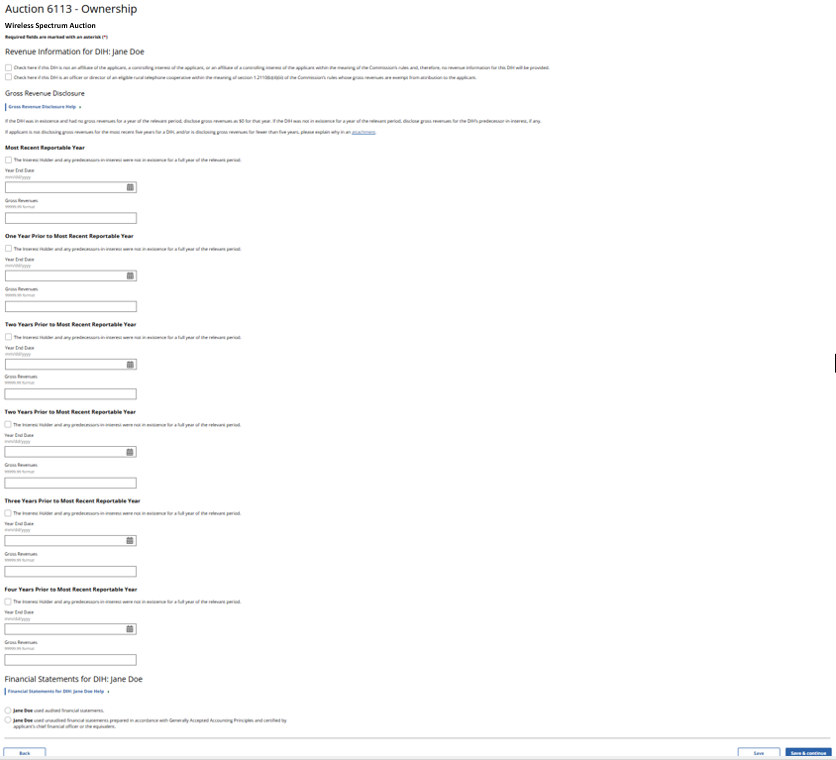 Auction 6113 - Ownership
Wireless Spectrum Auction
Required fields are marked with an asterisk (*)
Revenue Information for DIH: Jane Doe
Check here if this DIH is not an affiliate of the applicant, a controlling interest of the applicant, or an affiliate of a controlling interest of the applicant within the meaning of the Commission's rules and, therefore, no revenue information for this DIH will be provided.
Check here if this DIH is an officer or director of an eligible rural telephone cooperative within the meaning of section of the Commission's rules whose gross revenues are exempt from attribution to the applicant.
Gross Revenue Disclosure
Gross Revenue Disclosure Help
If the DIH was in existence and had no gross revenues for a year of the relevant period, disclose gross revenues as $0 for that year. If the DIH was not in existence for a year of the relevant period, disclose gross revenues for the DIH's predecessor-in-interest, if any.
If applicant is not disclosing gross revenues for the most recent five years for a DIH, and/or is disclosing gross revenues for fewer than five years, please explain why in an attachment.
Most Recent Reportable Year
The Interest Holder and any predecessors-in-interest were not in existence for a full year of the relevant period.
Year End Date
mm/dd/yyyy
Gross Revenues
format
One Year Prior to Most Recent Reportable Year
The Interest Holder and any predecessors-in-interest were not in existence for a full year of the relevant period.
Year End Date
mm/dd/yyyy
Gross Revenues
format
Two Years Prior to Most Recent Reportable Year
The Interest Holder and any predecessors-in-interest were not in existence for a full year of the relevant period.
Year End Date
mm/dd/yyyy
Gross Revenues
format
Two Years Prior to Most Recent Reportable Year
The Interest Holder and any predecessors-in-interest were not in existence for a full year of the relevant period.
Year End Date
mm/dd/yyyy
Gross Revenues
format
Three Years Prior to Most Recent Reportable Year
The Interest Holder and any predecessors-in-interest were not in existence for a full year of the relevant period.
Year End Date
mm/dd/yyyy
Gross Revenues
format
Four Years Prior to Most Recent Reportable Year
The Interest Holder and any predecessors-in-interest were not in existence for a full year of the relevant period.
Year End Date
mm/dd/yyyy
Gross Revenues
format
Financial Statements for DIH: Jane Doe
Financial Statements for DIH: Jane Doe Help
Jane Doe used audited financial statements.
Jane Doe used unaudited financial statements prepared in accordance with Generally Accepted Accounting Principles and certified by
applicant's chief financial officer or the equivalent.
Back
Save
Save & continue